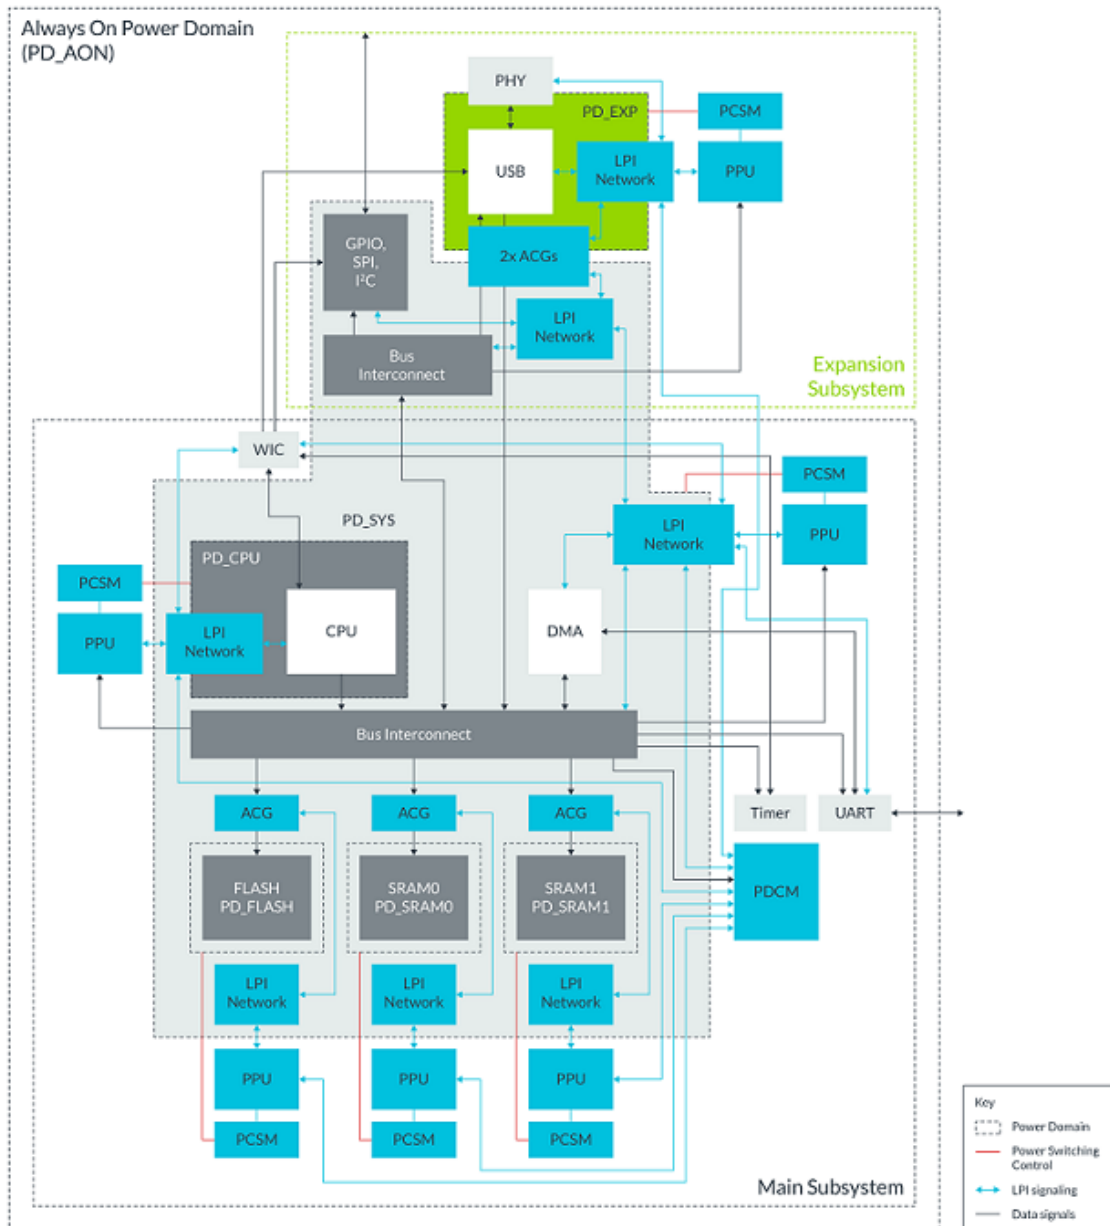 Always On Power Domain
(PD_AON)
PHY
PD_EXP
PCSM
USB
LPI
Network
PPU
GPIO,
SPI,
I²C
2x ACGs
LPI
Network
Bus
Interconnect
Expansion
Subsystem
WIC
PCSM
PD_SYS
LPI
Network
PPU
PD_CPU
PCSM
CPU
DMA
PPU
LPI
Network
Bus Interconnect
ACG
ACG
ACG
Timer
UART
FLASH
PD_FLASH
SRAM0
PD_SRAM0
SRAM1
PD_SRAM1
PDCM
LPI
Network
LPI
Network
LPI
Network
PPU
PPU
PPU
PCSM
PCSM
PCSM
Main Subsystem
Key
Power Domain
Power Switching
Control
LPI signaling
Data signals